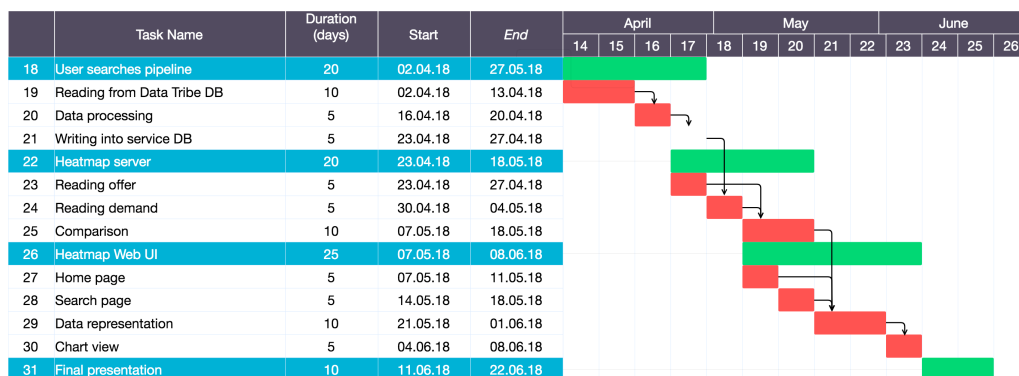 Task Name Duration (days) Start End April May June
14 15 16 17 18 19 20 21 22 23 24 25 26
18 User searches pipeline 20 02.04.18 27.05.18
19 Reading from Data Tribe DB 10 02.04.18 13.04.18
20 Data processing 5 16.04.18 20.04.18
21 Writing into service DB 5 23.04.18 27.04.18
22 Heatmap server 20 23.04.18 18.05.18
23 Reading offer 5 23.04.18 27.04.18
24 Reading demand 5 30.04.18 04.05.18
25 Comparison 10 07.05.18 18.05.18
26 Heatmap Web UI 25 07.05.18 08.06.18
27 Home page 5 07.05.18 11.05.18
28 Search page 5 14.05.18 18.05.18
29 Data representation 10 21.05.18 01.06.18
30 Chart view 5 04.06.18 08.06.18
31 Final presentation 10 11.06.18 22.06.18